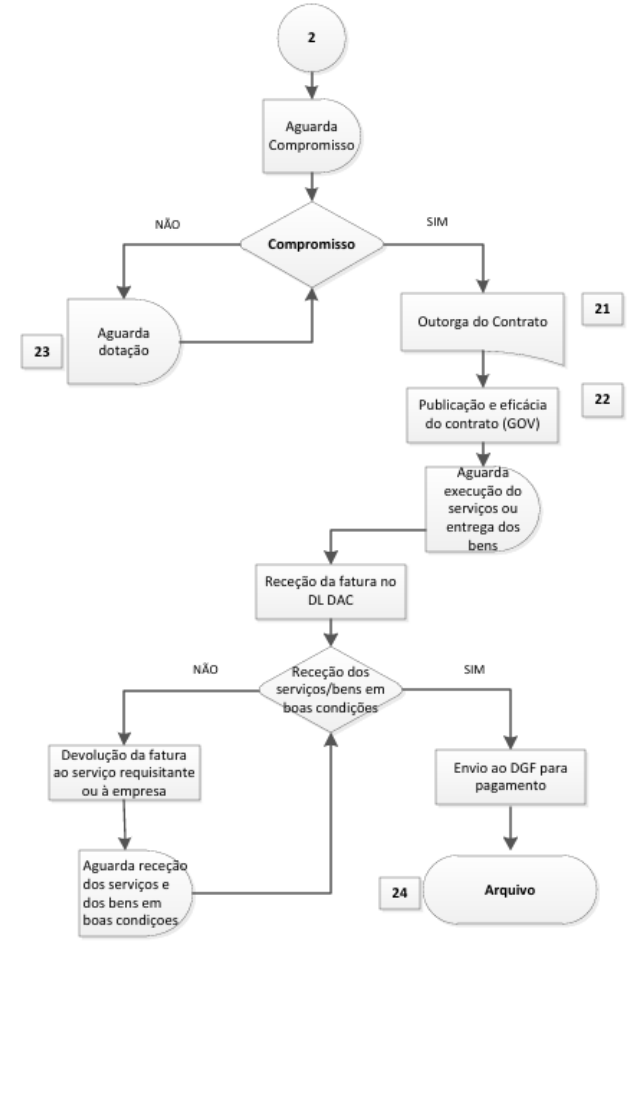 2
Aguarda
Compromisso
NÃO
SIM
Compromisso
Aguarda
dotação
23
Outorga do Contrato
21
Publicação e eficácia
do contrato (GOV)
22
Aguarda
execução do
serviços ou
entrega dos
bens
Receção da fatura no
DL DAC
NÃO
SIM
Receção dos
serviços/bens em
boas condições
Devolução da fatura
ao serviço requisitante
ou à empresa
Envio ao DGF para
pagamento
Aguarda receção
dos serviços e
dos bens em
boas condiçoes
24
Arquivo